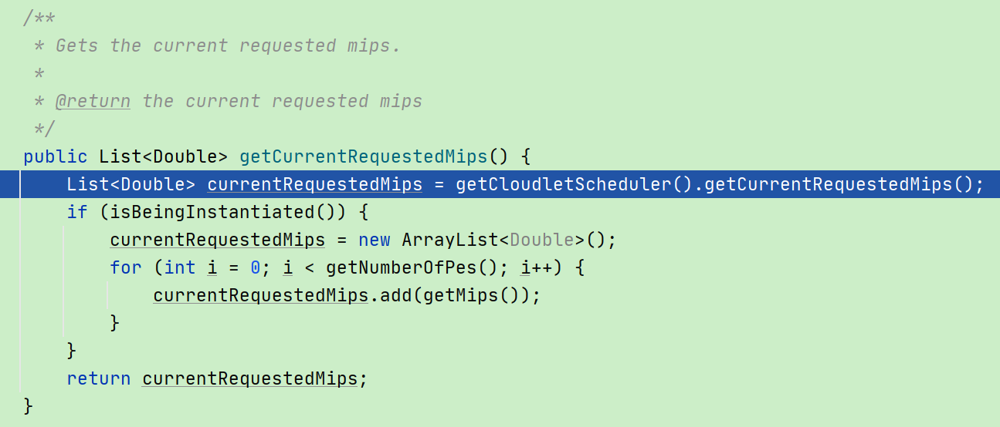 /**
 * Gets the current requested mips.
 *
 * @return the current requested mips
 */
public List<Double> getCurrentRequestedMips() {
    List<Double> currentRequestedMips = getCloudletScheduler().getCurrentRequestedMips();
    if (isBeingInstantiated()) {
        currentRequestedMips = new ArrayList<Double>();
        for (int i = 0; i < getNumberOfPes(); i++) {
            currentRequestedMips.add(getMips());
        }
    }
    return currentRequestedMips;
}